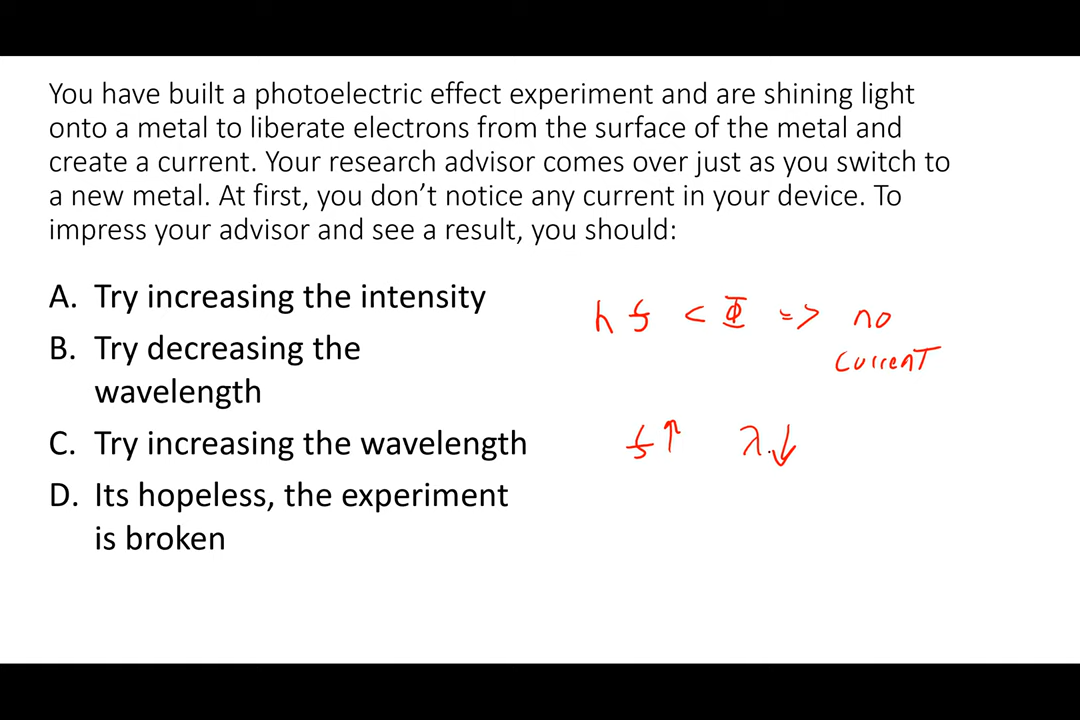 You have built a photoelectric effect experiment and are shining light
onto a metal to liberate electrons from the surface of the metal and
create a current. Your research advisor comes over just as you switch to
a new metal. At first, you don’t notice any current in your device. To
impress your advisor and see a result, you should:
A. Try increasing the intensity
B. Try decreasing the
wavelength
C. Try increasing the wavelength
D. Its hopeless, the experiment
is broken
h f < Φ => no
current
f↑ λ↓